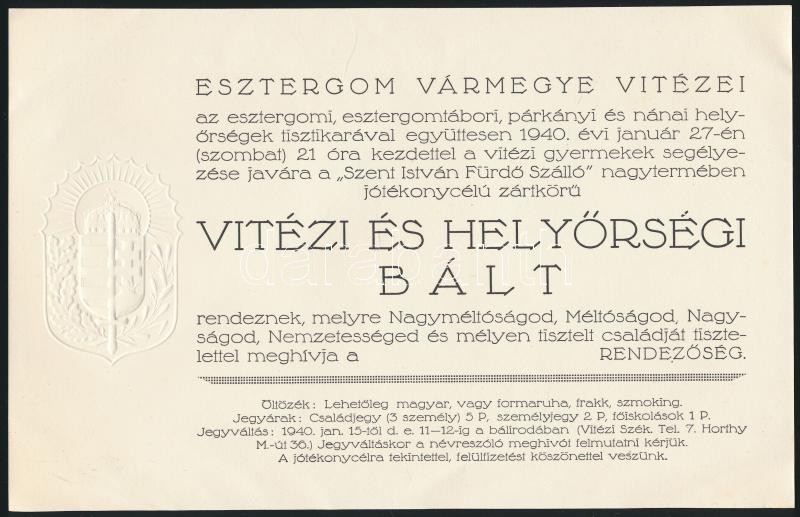 ESZTERGOM VÁRMEGYE VITÉZEI
az esztergomi, esztergomtábori, párkányi és nánai hely-
őrségek tisztikarával együttesen 1940. évi január 27-én
(szombat) 21 óra kezdettel a vitézi gyermekek segélye-
zése javára a „Szent István Fürdő Szálló" nagytermében
jótékonycélú zártkörű
VITÉZI ÉS HELYŐRSÉGI
BÁLT
rendeznek, melyre Nagyméltóságod, Méltóságod, Nagy-
ságod, Nemzetességed és mélyen tisztelt családját tiszte-
lettel meghívja a RENDEZŐSÉG.
Öltözék: Lehetőleg magyar, vagy formaruha, frakk, szmoking.
Jegyárak: Családjegy (3 személy) 5 P, személyjegy 2 P, főiskolások 1 P.
Jegyváltás: 1940. jan. 15-től d. e. 11—12-ig a bálirodában (Vitézi Szék. Tel. 7. Horthy
M.-út 36.) Jegyváltáskor a névreszóló meghívót felmutatni kérjük.
A jótékonycélra tekintettel, felülfizetést köszönettel veszünk.
darabanth